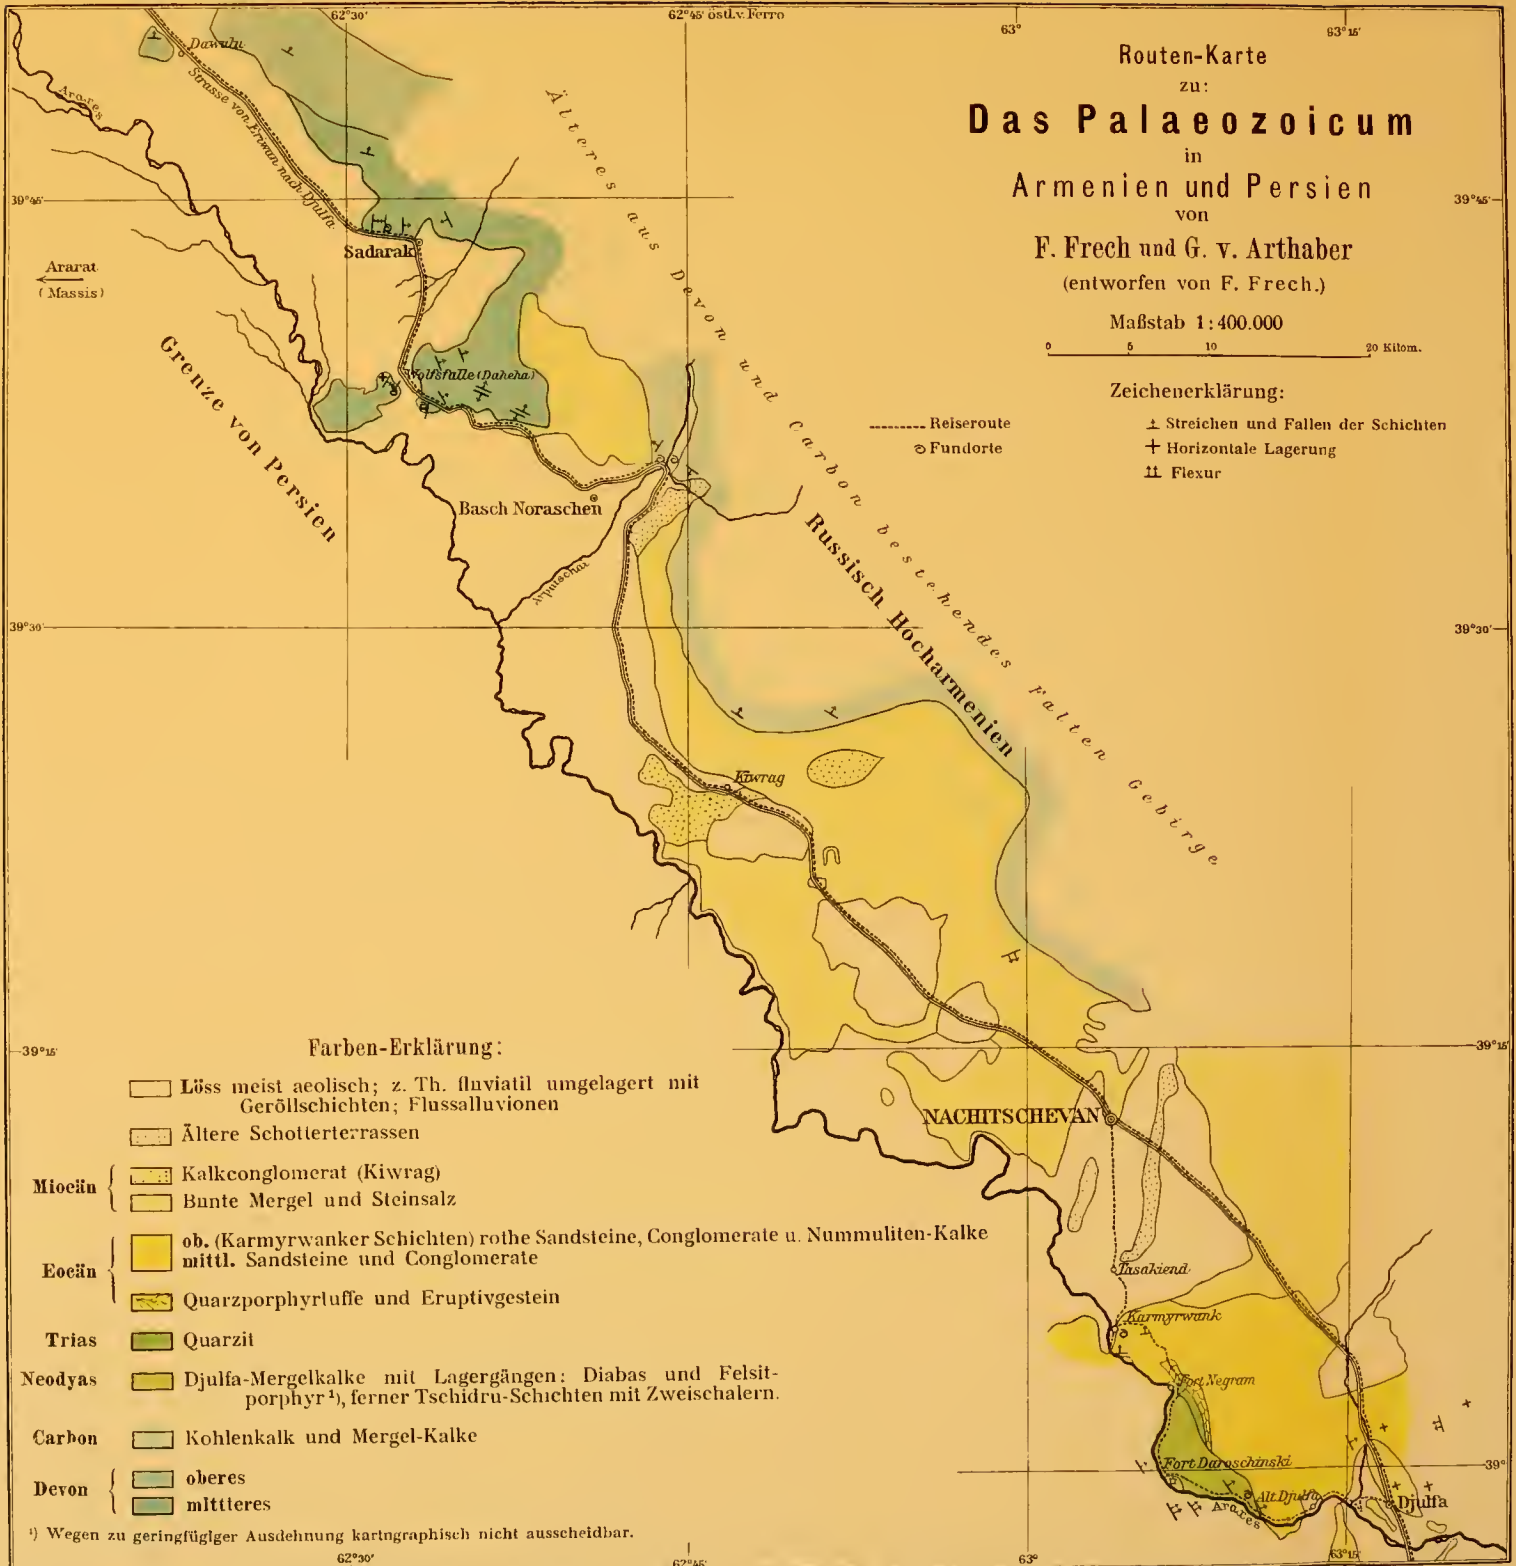 62°30'
62°45' östl.v.Ferro
63°
63°15'
Routen-Karte
zu:
Das Palaeozoicum
in
Armenien und Persien
von
F. Frech und G. v. Arthaber
(entworfen von F. Frech.)
Maßstab 1:400.000
0 5 10 20 Kilom.
Zeichenerklärung:
Reiseroute
Fundorte
Streichen und Fallen der Schichten
Horizontale Lagerung
Flexur
Dawulu
Araxes
Strasse von Eriwan nach Djulfa
39°45'
39°45'
Sadarak
Ararat
(Massis)
Grenze von Persien
Wolfsfalle (Daheha)
Älteres aus Devon und Carbon bestehendes Falten Gebirge
Russisch Hocharmenien
Basch Noraschen
Arpatschai
39°30'
39°30'
Kiwrag
39°15'
39°15'
NACHITSCHEVAN
Tasakiend
Karmyrwank
Fort Negram
Fort Daroschinski
Alt Djulfa
Araxes
Djulfa
39°
Farben-Erklärung:
Löss meist aeolisch; z. Th. fluviatil umgelagert mit
Geröllschichten; Flussalluvionen
Ältere Schotterterrassen
Miocän
Kalkconglomerat (Kiwrag)
Bunte Mergel und Steinsalz
Eocän
ob. (Karmyrwanker Schichten) rothe Sandsteine, Conglomerate u. Nummuliten-Kalke
mittl. Sandsteine und Conglomerate
Quarzporphyrtuffe und Eruptivgestein
Trias
Quarzit
Neodyas
Djulfa-Mergelkalke mit Lagergängen: Diabas und Felsit-
porphyr ¹), ferner Tschidru-Schichten mit Zweischalern.
Carbon
Kohlenkalk und Mergel-Kalke
Devon
oberes
mittleres
¹) Wegen zu geringfügiger Ausdehnung kartographisch nicht ausscheidbar.
62°30'
62°45'
63°
63°15'